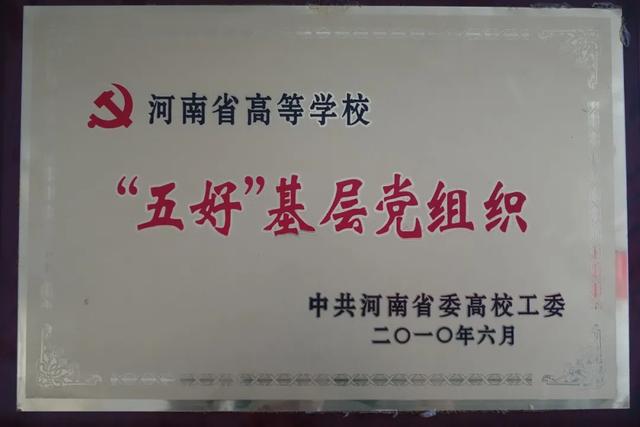 河南省高等学校
“五好”基层党组织
中共河南省委高校工委
二〇一〇年六月